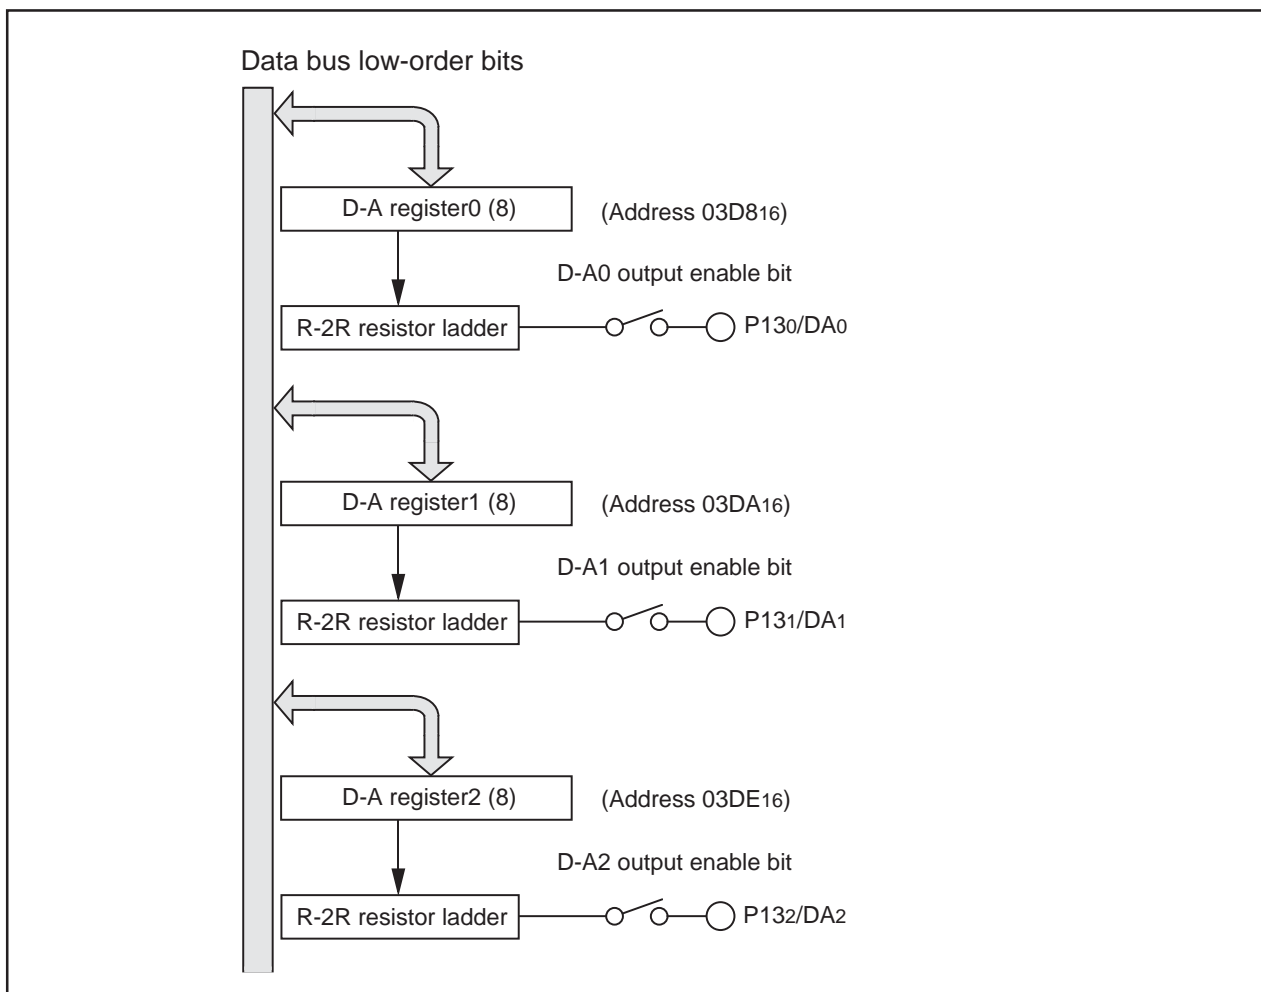 Data bus low-order bits
D-A register0 (8) (Address 03D816)
D-A0 output enable bit
R-2R resistor ladder P130/DA0
D-A register1 (8) (Address 03DA16)
D-A1 output enable bit
R-2R resistor ladder P131/DA1
D-A register2 (8) (Address 03DE16)
D-A2 output enable bit
R-2R resistor ladder P132/DA2